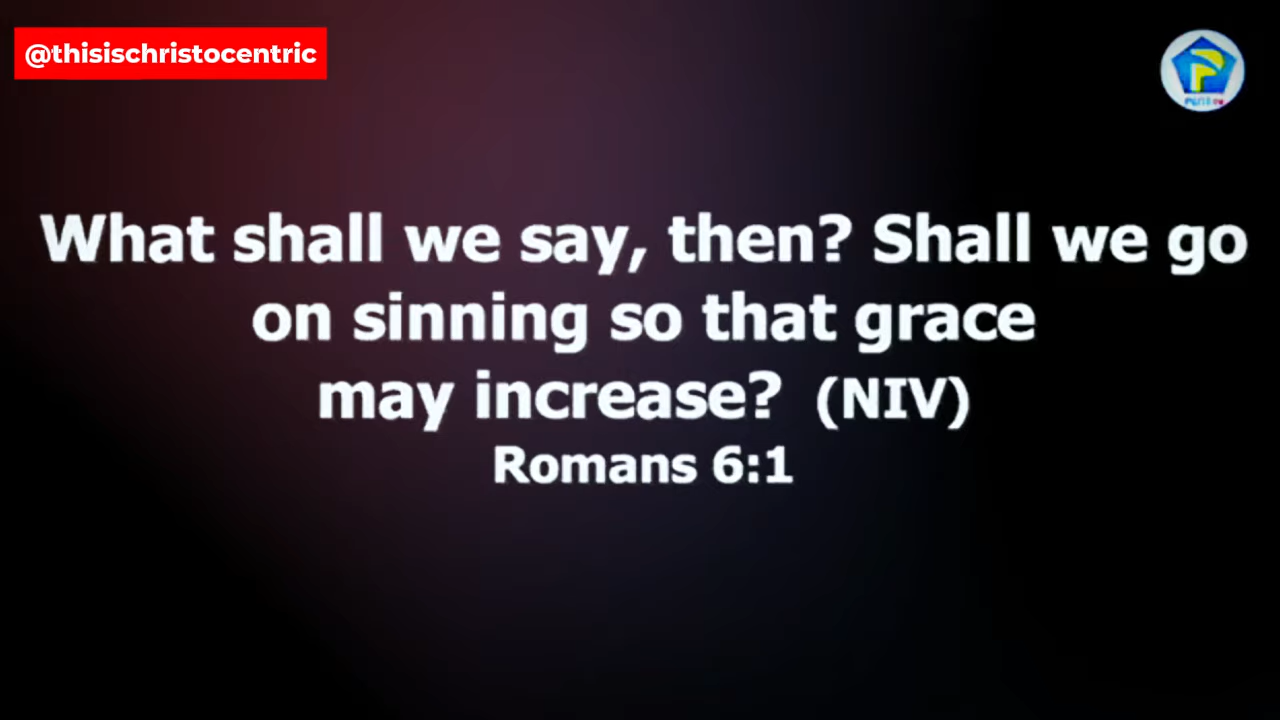 @thisischristocentric
What shall we say, then? Shall we go
on sinning so that grace
may increase? (NIV)
Romans 6:1